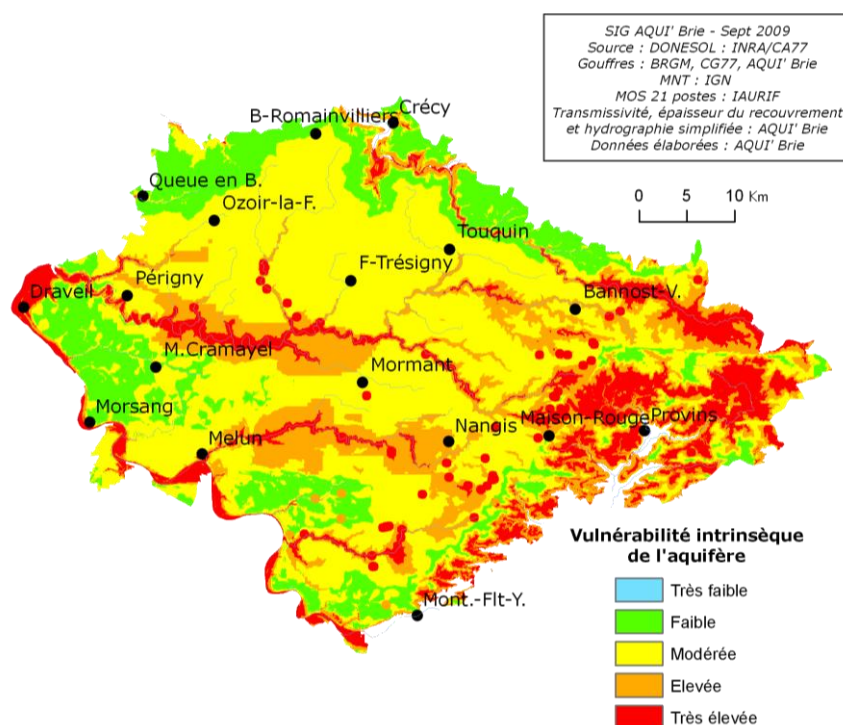 SIG AQUI' Brie - Sept 2009
Source : DONESOL : INRA/CA77
Gouffres : BRGM, CG77, AQUI' Brie
MNT : IGN
MOS 21 postes : IAURIF
Transmissivité, épaisseur du recouvrement
et hydrographie simplifiée : AQUI' Brie
Données élaborées : AQUI' Brie
0 5 10 Km
B-Romainvilliers
Crécy
Queue en B.
Ozoir-la-F.
Touquin
F-Trésigny
Périgny
Draveil
Bannost-V.
M.Cramayel
Mormant
Morsang
Melun
Nangis
Maison-Rouge
Provins
Mont.-Flt-Y.
Vulnérabilité intrinsèque
de l'aquifère
Très faible
Faible
Modérée
Elevée
Très élevée